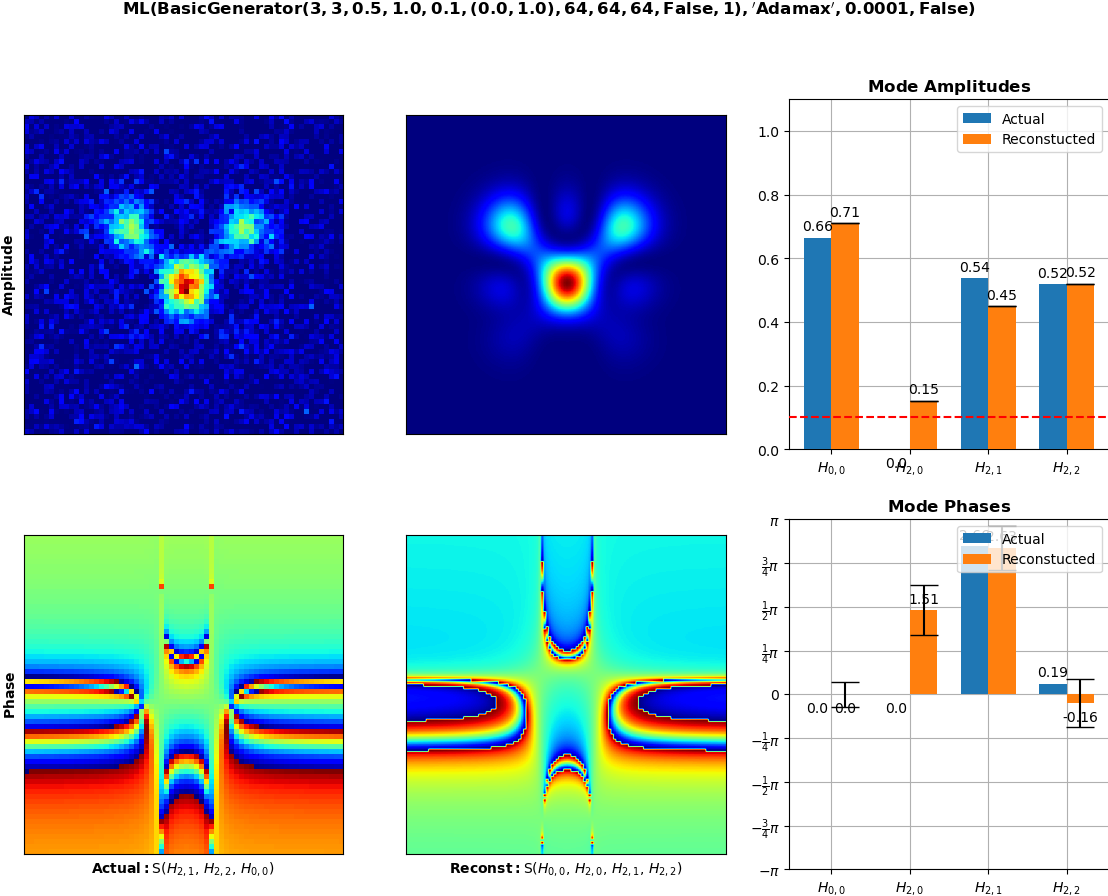 ML(BasicGenerator(3, 3, 0.5, 1.0, 0.1, (0.0, 1.0), 64, 64, 64, False, 1), 'Adamax', 0.0001, False)
Amplitude
Mode Amplitudes
Actual
Reconstucted
1.0
0.8
0.6
0.4
0.2
0.0
0.66
0.71
0.0
0.15
0.54
0.45
0.52
0.52
H0,0
H2,0
H2,1
H2,2
Phase
Actual: S(H2,1, H2,2, H0,0)
Reconst: S(H0,0, H2,0, H2,1, H2,2)
Mode Phases
Actual
Reconstucted
π
3/4π
1/2π
1/4π
0
−1/4π
−1/2π
−3/4π
−π
0.0
0.0
0.0
1.51
0.19
-0.16
H0,0
H2,0
H2,1
H2,2